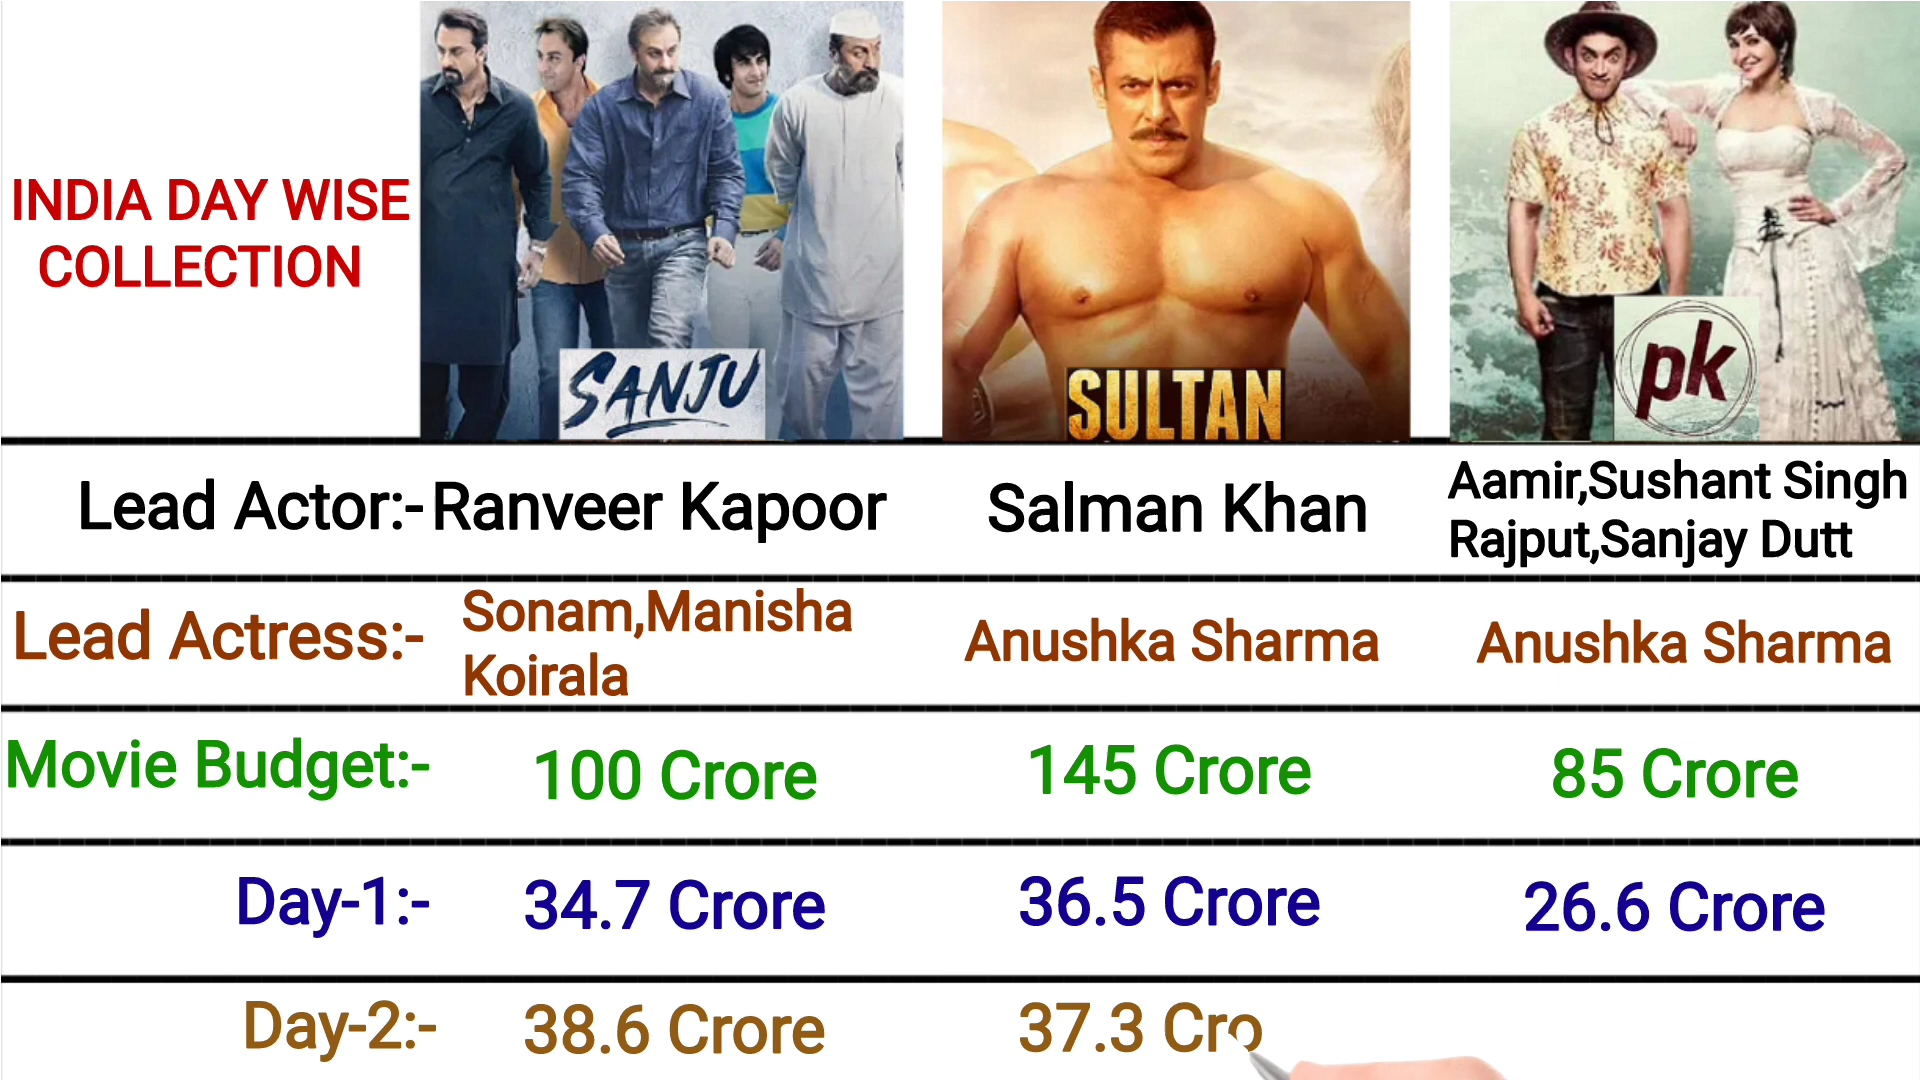 INDIA DAY WISE
COLLECTION
SANJU
SULTAN
pk
Lead Actor:- Ranveer Kapoor Salman Khan Aamir,Sushant Singh
Rajput,Sanjay Dutt
Lead Actress:- Sonam,Manisha
Koirala
Anushka Sharma Anushka Sharma
Movie Budget:- 100 Crore 145 Crore 85 Crore
Day-1:- 34.7 Crore 36.5 Crore 26.6 Crore
Day-2:- 38.6 Crore 37.3 Cro